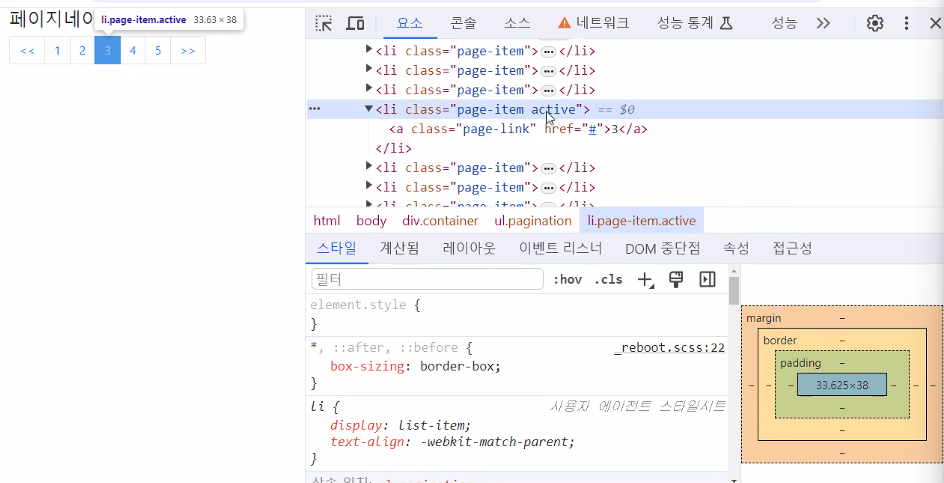 페이지네이
li.page-item.active 33.63 × 38
<< 1 2 3 4 5 >>
요소 콘솔 소스 네트워크 성능 통계 성능
<li class="page-item"> ••• </li>
<li class="page-item"> ••• </li>
<li class="page-item"> ••• </li>
••• <li class="page-item active"> == $0
<a class="page-link" href="#">3</a>
</li>
<li class="page-item"> ••• </li>
<li class="page-item"> ••• </li>
<li class="page-item"> ••• </li>
html body div.container ul.pagination li.page-item.active
스타일 계산됨 레이아웃 이벤트 리스너 DOM 중단점 속성 접근성
필터 :hov .cls
element.style {
}
*, ::after, ::before { _reboot.scss:22
box-sizing: border-box;
}
li { 사용자 에이전트 스타일시트
display: list-item;
text-align: -webkit-match-parent;
}
margin –
border –
padding –
– – – 33.625×38 – – –
–
–
–